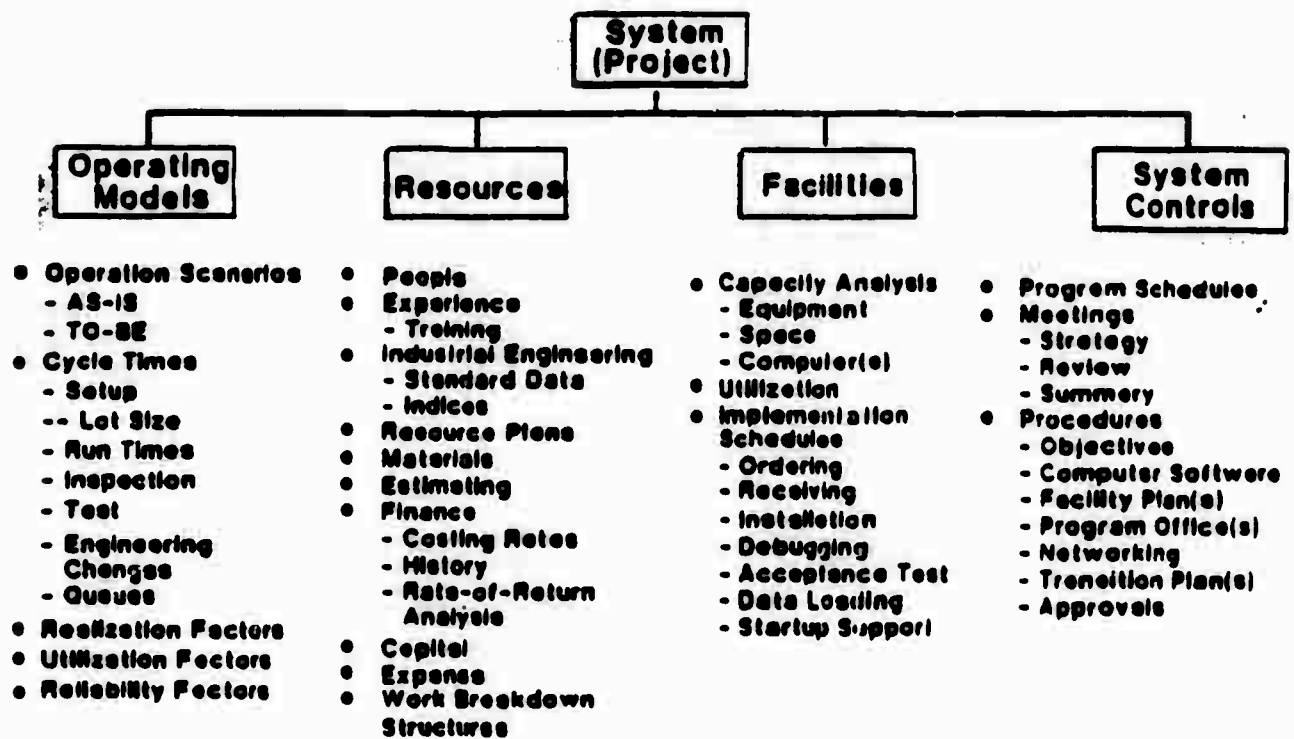 System
(Project)
Operating
Models
Resources
Facilities
System
Controls
● Operation Scenarios
- AS-IS
- TO-BE
● Cycle Times
- Setup
-- Lot Size
- Run Times
- Inspection
- Test
- Engineering
Changes
- Queues
● Realization Factors
● Utilization Factors
● Reliability Factors
● People
● Experience
- Training
● Industrial Engineering
- Standard Data
- Indices
● Resource Plans
● Materials
● Estimating
● Finance
- Costing Rates
- History
- Rate-of-Return
Analysis
● Capital
● Expense
● Work Breakdown
Structures
● Capacity Analysis
- Equipment
- Space
- Computer(s)
● Utilization
● Implementation
Schedules
- Ordering
- Receiving
- Installation
- Debugging
- Acceptance Test
- Data Loading
- Startup Support
● Program Schedules
● Meetings
- Strategy
- Review
- Summary
● Procedures
- Objectives
- Computer Software
- Facility Plan(s)
- Program Office(s)
- Networking
- Transition Plan(s)
- Approvals